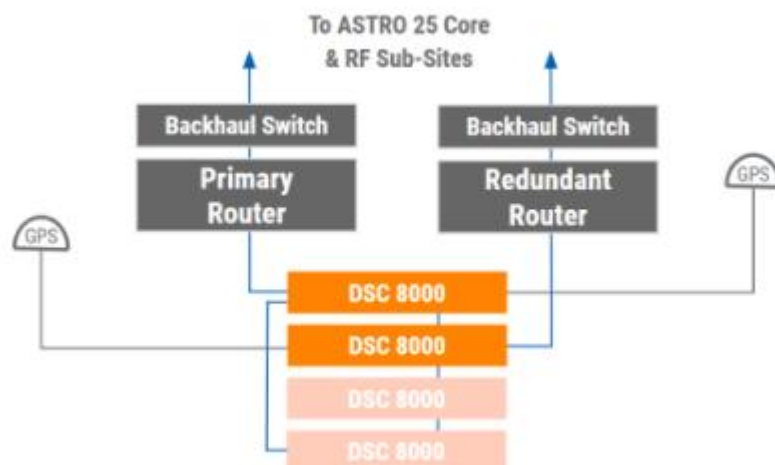 To ASTRO 25 Core
& RF Sub-Sites
Backhaul Switch
Backhaul Switch
Primary
Router
Redundant
Router
GPS
GPS
DSC 8000
DSC 8000
DSC 8000
DSC 8000